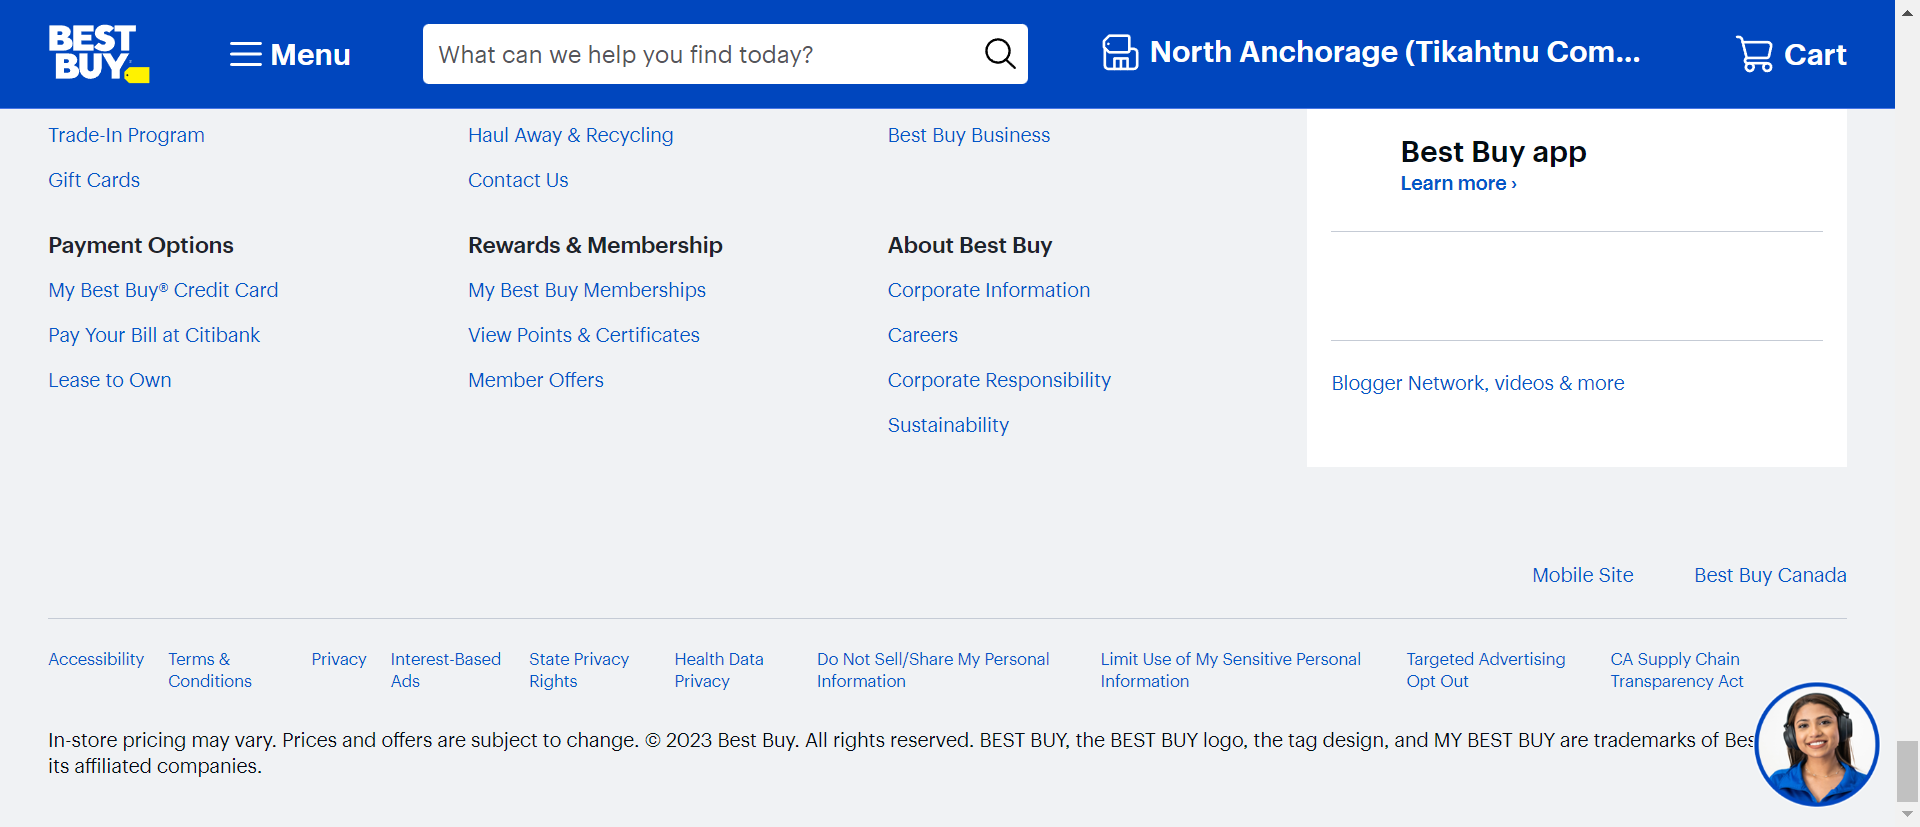 BEST
BUY
Menu
What can we help you find today?
North Anchorage (Tikahtnu Com...
Cart
Trade-In Program
Haul Away & Recycling
Best Buy Business
Gift Cards
Contact Us
Best Buy app
Learn more ›
Payment Options
Rewards & Membership
About Best Buy
My Best Buy® Credit Card
My Best Buy Memberships
Corporate Information
Pay Your Bill at Citibank
View Points & Certificates
Careers
Lease to Own
Member Offers
Corporate Responsibility
Sustainability
Blogger Network, videos & more
Mobile Site
Best Buy Canada
Accessibility
Terms &
Conditions
Privacy
Interest-Based
Ads
State Privacy
Rights
Health Data
Privacy
Do Not Sell/Share My Personal
Information
Limit Use of My Sensitive Personal
Information
Targeted Advertising
Opt Out
CA Supply Chain
Transparency Act
In-store pricing may vary. Prices and offers are subject to change. © 2023 Best Buy. All rights reserved. BEST BUY, the BEST BUY logo, the tag design, and MY BEST BUY are trademarks of Bes
its affiliated companies.